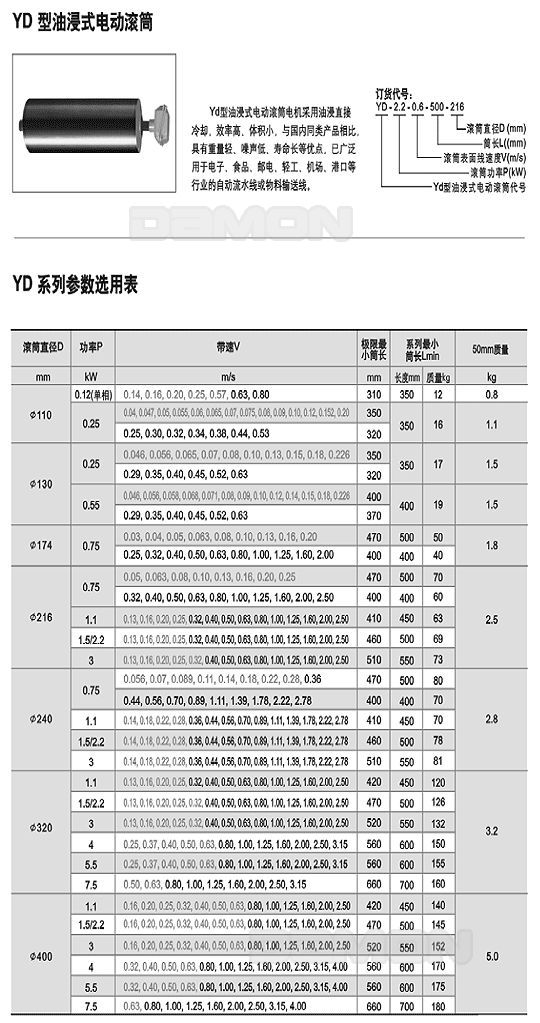 YD 型油浸式电动滚筒
Yd型油浸式电动滚筒电机采用油浸直接
冷却，效率高、体积小，与国内同类产品相比，
具有重量轻、噪声低、寿命长等优点，已广泛
用于电子、食品、邮电、轻工、机场、港口等
行业的自动流水线或物料输送线。
订货代号：
YD-2.2-0.6-500-216
滚筒直径D (mm)
筒长L((mm)
滚筒表面线速度V(m/s)
滚筒功率P(kW)
Yd型油浸式电动滚筒代号
DAMON
YD 系列参数选用表
滚筒直径D 功率P 带速V 极限最小筒长 系列最小筒长Lmin 50mm质量
mm kW m/s mm 长度mm 质量kg kg
Φ110 0.12(单相) 0.14, 0.16, 0.20, 0.25, 0.57, 0.63, 0.80 310 350 12 0.8
0.25 0.04, 0.047, 0.05, 0.055, 0.06, 0.065, 0.07, 0.075, 0.08, 0.09, 0.10, 0.12, 0.152, 0.20 350 350 16 1.1
0.25, 0.30, 0.32, 0.34, 0.38, 0.44, 0.53 320
Φ130 0.25 0.046, 0.056, 0.065, 0.07, 0.08, 0.10, 0.13, 0.15, 0.18, 0.226 350 350 17 1.5
0.29, 0.35, 0.40, 0.45, 0.52, 0.63 320
0.55 0.046, 0.056, 0.058, 0.068, 0.071, 0.08, 0.09, 0.10, 0.12, 0.14, 0.15, 0.18, 0.226 400 400 19 1.5
0.29, 0.35, 0.40, 0.45, 0.52, 0.63 370
Φ174 0.75 0.03, 0.04, 0.05, 0.063, 0.08, 0.10, 0.13, 0.16, 0.20 470 500 50 1.8
0.25, 0.32, 0.40, 0.50, 0.63, 0.80, 1.00, 1.25, 1.60, 2.00 400 400 40
Φ216 0.75 0.05, 0.063, 0.08, 0.10, 0.13, 0.16, 0.20, 0.25 470 500 70 2.5
0.32, 0.40, 0.50, 0.63, 0.80, 1.00, 1.25, 1.60, 2.00, 2.50 400 400 60
1.1 0.13, 0.16, 0.20, 0.25, 0.32, 0.40, 0.50, 0.63, 0.80, 1.00, 1.25, 1.60, 2.00, 2.50 410 450 63
1.5/2.2 0.13, 0.16, 0.20, 0.25, 0.32, 0.40, 0.50, 0.63, 0.80, 1.00, 1.25, 1.60, 2.00, 2.50 460 500 69
3 0.13, 0.16, 0.20, 0.25, 0.32, 0.40, 0.50, 0.63, 0.80, 1.00, 1.25, 1.60, 2.00, 2.50 510 550 73
Φ240 0.75 0.056, 0.07, 0.089, 0.11, 0.14, 0.18, 0.22, 0.28, 0.36 470 500 80 2.8
0.44, 0.56, 0.70, 0.89, 1.11, 1.39, 1.78, 2.22, 2.78 400 400 70
1.1 0.14, 0.18, 0.22, 0.28, 0.36, 0.44, 0.56, 0.70, 0.89, 1.11, 1.39, 1.78, 2.22, 2.78 410 450 70
1.5/2.2 0.14, 0.18, 0.22, 0.28, 0.36, 0.44, 0.56, 0.70, 0.89, 1.11, 1.39, 1.78, 2.22, 2.78 460 500 78
3 0.14, 0.18, 0.22, 0.28, 0.36, 0.44, 0.56, 0.70, 0.89, 1.11, 1.39, 1.78, 2.22, 2.78 510 550 81
Φ320 1.1 0.13, 0.16, 0.20, 0.25, 0.32, 0.40, 0.50, 0.63, 0.80, 1.00, 1.25, 1.60, 2.00, 2.50 420 450 120 3.2
1.5/2.2 0.13, 0.16, 0.20, 0.25, 0.32, 0.40, 0.50, 0.63, 0.80, 1.00, 1.25, 1.60, 2.00, 2.50 470 500 126
3 0.13, 0.16, 0.20, 0.25, 0.32, 0.40, 0.50, 0.63, 0.80, 1.00, 1.25, 1.60, 2.00, 2.50 520 550 132
4 0.25, 0.37, 0.40, 0.50, 0.63, 0.80, 1.00, 1.25, 1.60, 2.00, 2.50, 3.15 560 600 150
5.5 0.25, 0.37, 0.40, 0.50, 0.63, 0.80, 1.00, 1.25, 1.60, 2.00, 2.50, 3.15 560 600 155
7.5 0.50, 0.63, 0.80, 1.00, 1.25, 1.60, 2.00, 2.50, 3.15 660 700 160
Φ400 1.1 0.16, 0.20, 0.25, 0.32, 0.40, 0.50, 0.63, 0.80, 1.00, 1.25, 1.60, 2.00, 2.50 420 450 140 5.0
1.5/2.2 0.16, 0.20, 0.25, 0.32, 0.40, 0.50, 0.63, 0.80, 1.00, 1.25, 1.60, 2.00, 2.50 470 500 145
3 0.16, 0.20, 0.25, 0.32, 0.40, 0.50, 0.63, 0.80, 1.00, 1.25, 1.60, 2.00, 2.50 520 550 152
4 0.32, 0.40, 0.50, 0.63, 0.80, 1.00, 1.25, 1.60, 2.00, 2.50, 3.15, 4.00 560 600 170
5.5 0.32, 0.40, 0.50, 0.63, 0.80, 1.00, 1.25, 1.60, 2.00, 2.50, 3.15, 4.00 560 600 175
7.5 0.63, 0.80, 1.00, 1.25, 1.60, 2.00, 2.50, 3.15, 4.00 660 700 180
DAMON